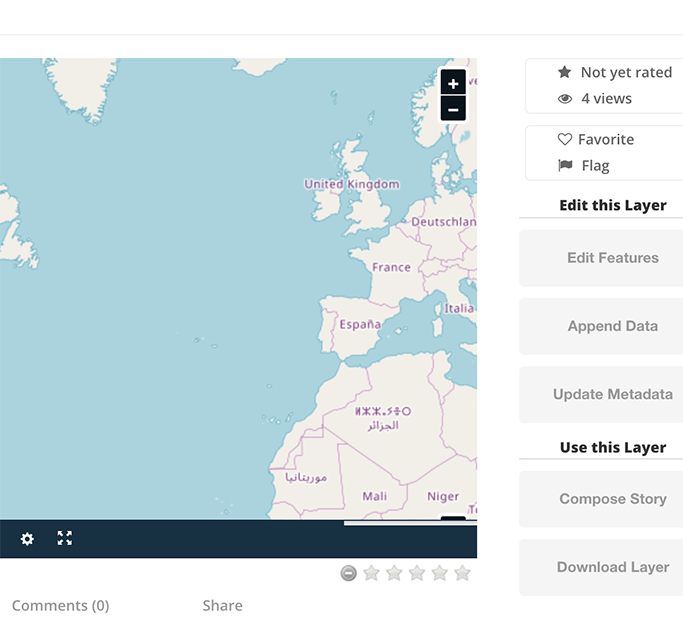 +
−
United Kingdom
Deutschlan
France
Italia
España
ⵍⵣⵣⴰⵢⴻⵔ
الجزائر
موريتانيا
Mali
Niger
Not yet rated
4 views
Favorite
Flag
Edit this Layer
Edit Features
Append Data
Update Metadata
Use this Layer
Compose Story
Download Layer
Comments (0)
Share